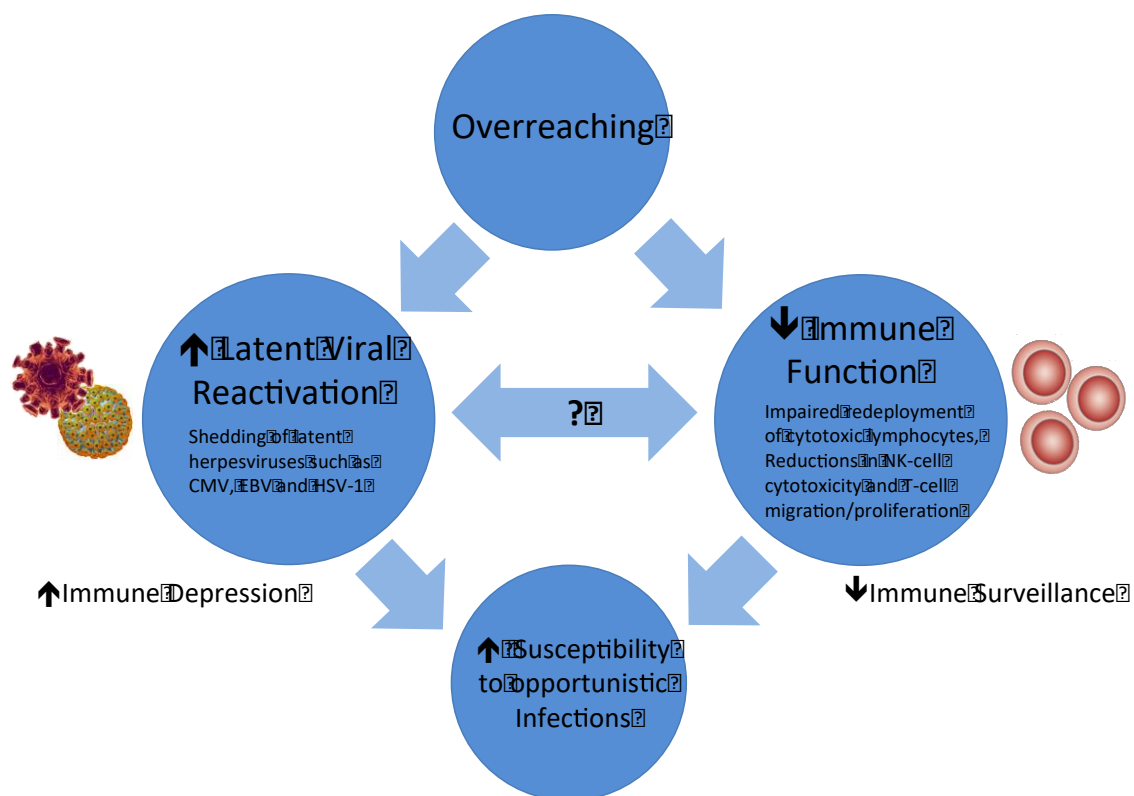 Overreaching
↑ Latent Viral
Reactivation
Shedding of latent
herpesviruses such as
CMV, EBV and HSV-1
? 
↓ Immune
Function
Impaired redeployment
of cytotoxic lymphocytes,
Reductions in NK-cell
cytotoxicity and T-cell
migration/proliferation
↑Immune Depression
↓Immune Surveillance
↑ Susceptibility
to opportunistic
Infections